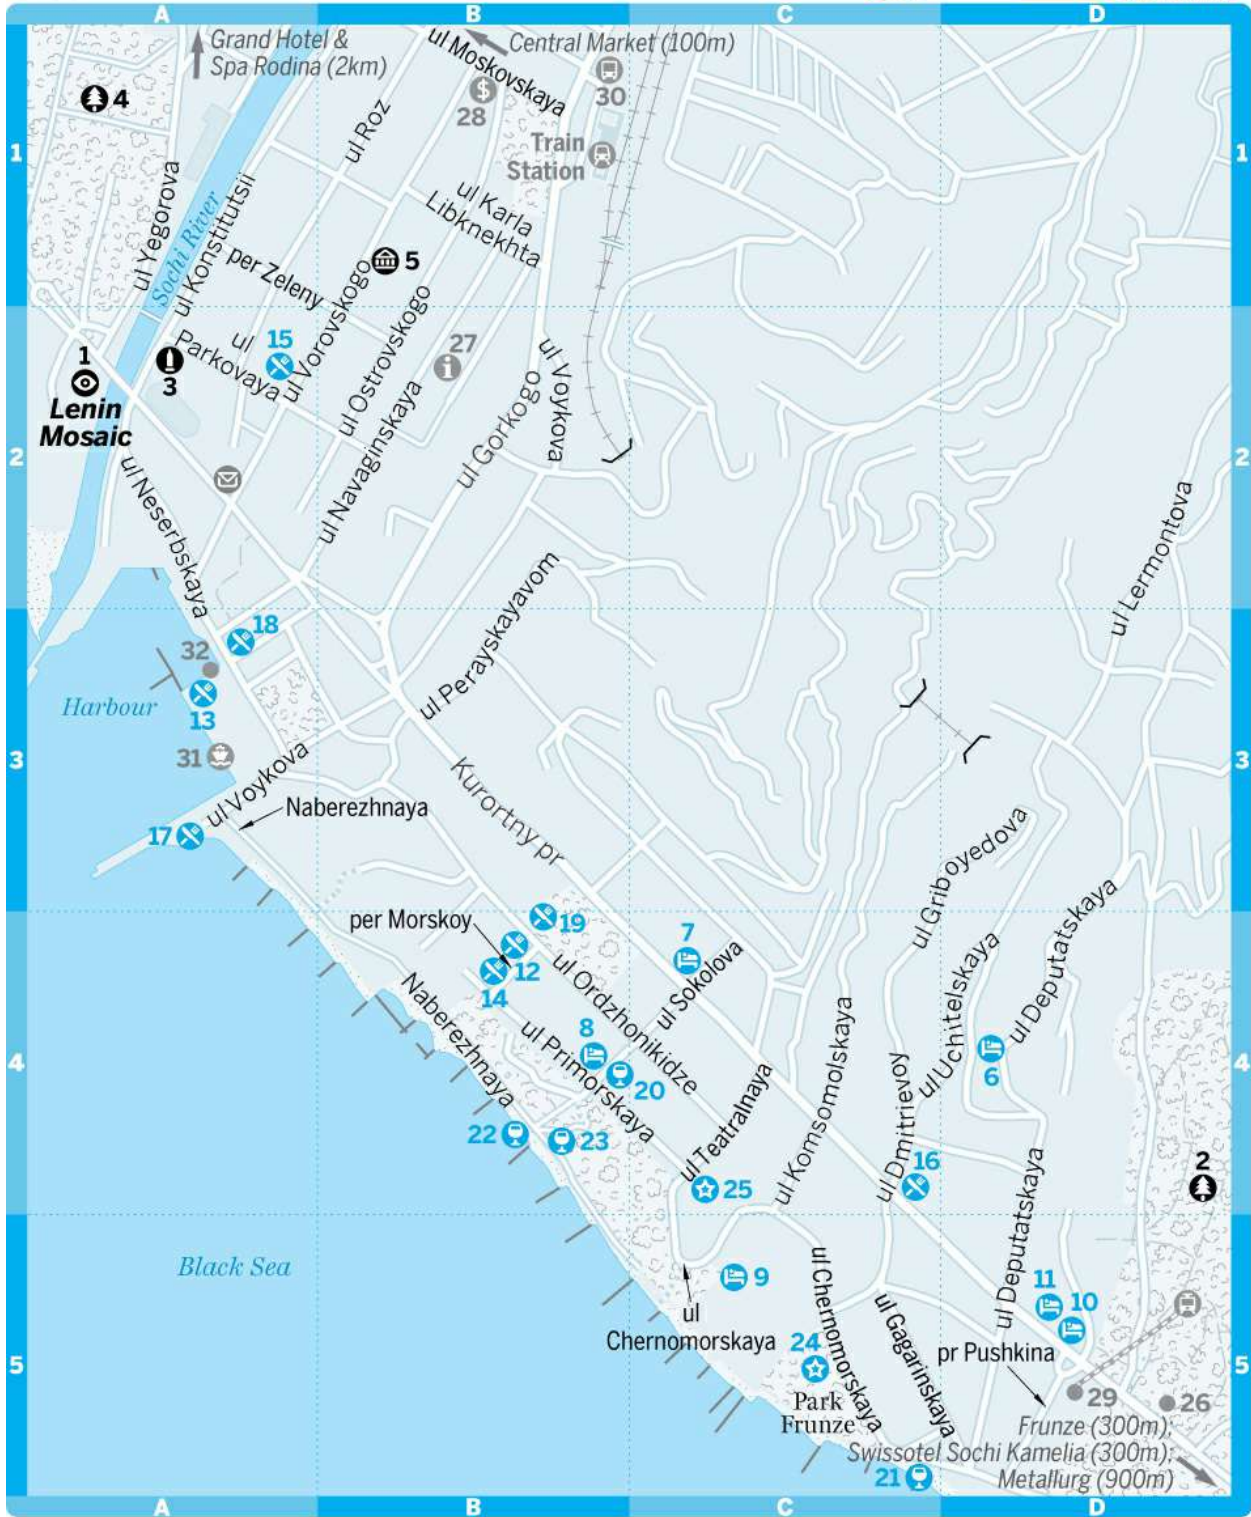 A
B
C
D
Grand Hotel &
Spa Rodina (2km)
ul Moskovskaya
Central Market (100m)
4
$
28
30
ul Roz
Train
Station
1
1
ul Yegorova
Sochi River
ul Konstitutsii
ul Karla
Libknekhta
per Zeleny
5
ul Vorovskogo
ul Ostrovskogo
ul
Parkovaya
15
27
i
ul Voykova
1
Lenin
Mosaic
3
ul Navaginskaya
ul Gorkogo
2
2
ul Neserbskaya
ul Lermontova
ul Perayskayavom
18
32
Harbour
13
31
3
3
ul Voykova
Naberezhnaya
Kurortny pr
17
ul Griboyedova
per Morskoy
19
12
14
7
ul Sokolova
ul Ordzhonikidze
ul Deputatskaya
ul Uchitelskaya
Naberezhnaya
ul Primorskaya
8
20
6
4
4
ul Komsomolskaya
ul Dmitrievoy
ul Teatralnaya
22
23
25
16
2
ul Deputatskaya
Black Sea
9
ul
Chernomorskaya
ul Chernomorskaya
ul Gagarinskaya
11
10
24
Park
Frunze
pr Pushkina
5
5
29
26
Frunze (300m);
Swissotel Sochi Kamelia (300m);
Metallurg (900m)
21
A
B
C
D